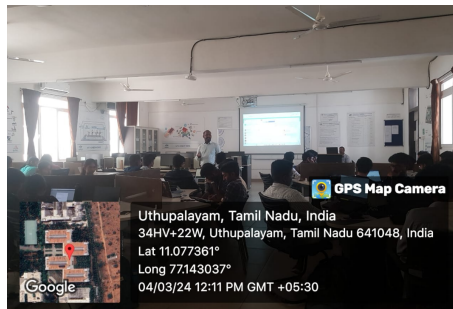 GPS Map Camera
Uthupalayam, Tamil Nadu, India
34HV+22W, Uthupalayam, Tamil Nadu 641048, India
Lat 11.077361°
Long 77.143037°
04/03/24 12:11 PM GMT +05:30
Google